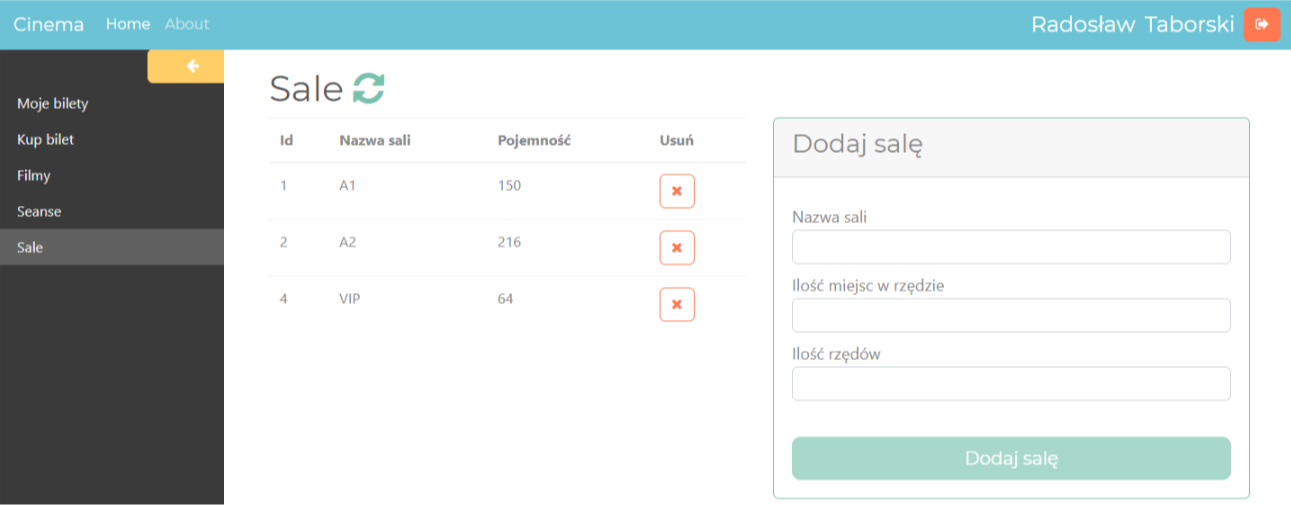 Cinema Home About Radosław Taborski
Moje bilety
Kup bilet
Filmy
Seanse
Sale
Sale
Id Nazwa sali Pojemność Usuń
1 A1 150
2 A2 216
4 VIP 64
Dodaj salę
Nazwa sali
Ilość miejsc w rzędzie
Ilość rzędów
Dodaj salę